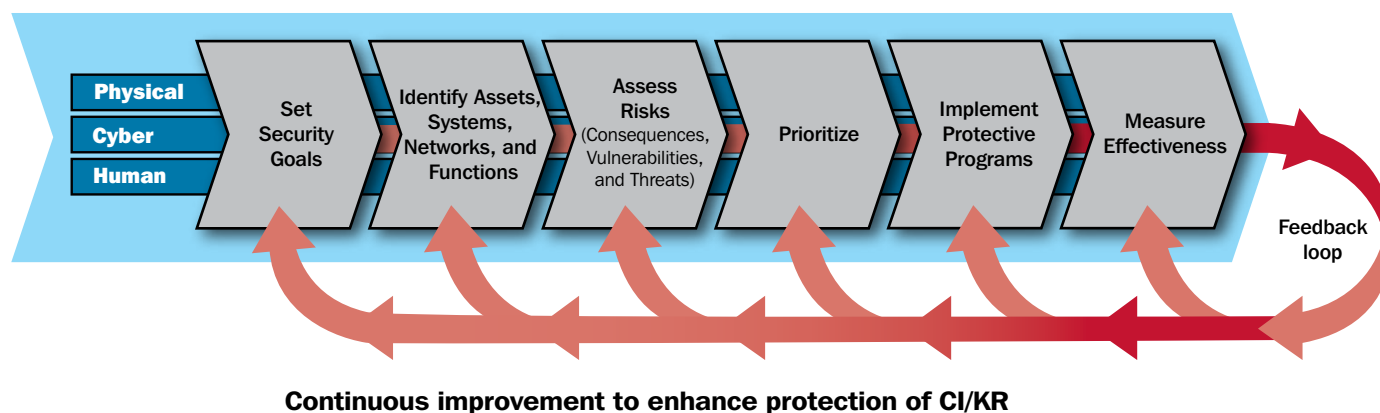 Physical
Cyber
Human
Set
Security
Goals
Identify Assets,
Systems,
Networks, and
Functions
Assess
Risks
(Consequences,
Vulnerabilities,
and Threats)
Prioritize
Implement
Protective
Programs
Measure
Effectiveness
Feedback
loop
Continuous improvement to enhance protection of CI/KR